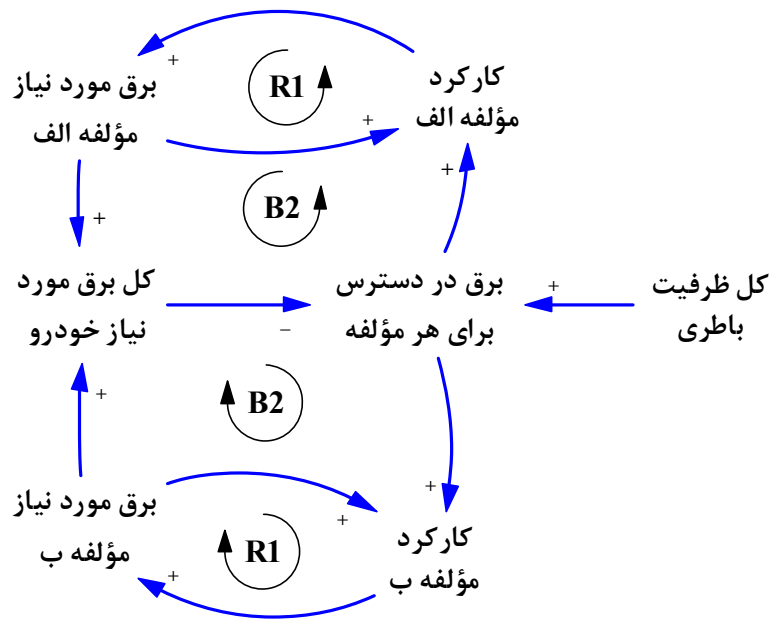 کارکرد
مؤلفه الف
برق مورد نیاز
مؤلفه الف
+
R1
+
+
B2
+
کل ظرفیت
باطری
+
برق در دسترس
برای هر مؤلفه
کل برق مورد
نیاز خودرو
−
+
B2
+
برق مورد نیاز
مؤلفه ب
+
R1
کارکرد
مؤلفه ب
+